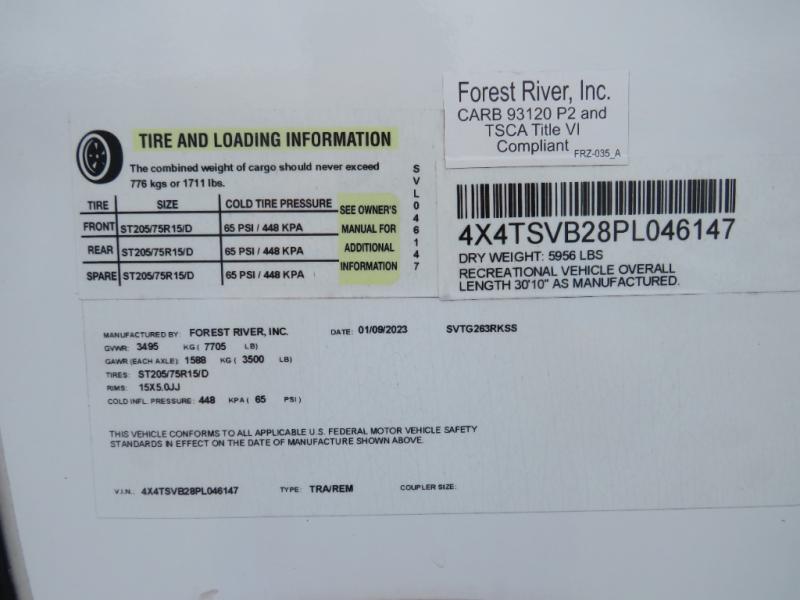 Forest River, Inc.
CARB 93120 P2 and
TSCA Title VI
Compliant
FRZ-035_A
TIRE AND LOADING INFORMATION
The combined weight of cargo should never exceed
776 kgs or 1711 lbs.
TIRE SIZE COLD TIRE PRESSURE
FRONT ST205/75R15/D 65 PSI / 448 KPA
REAR ST205/75R15/D 65 PSI / 448 KPA
SPARE ST205/75R15/D 65 PSI / 448 KPA
SEE OWNER'S
MANUAL FOR
ADDITIONAL
INFORMATION
SVL046147
4X4TSVB28PL046147
DRY WEIGHT: 5956 LBS
RECREATIONAL VEHICLE OVERALL
LENGTH 30'10" AS MANUFACTURED.
MANUFACTURED BY: FOREST RIVER, INC. DATE: 01/09/2023 SVTG263RKSS
GVWR: 3495 KG ( 7705 LB)
GAWR (EACH AXLE): 1588 KG ( 3500 LB)
TIRES: ST205/75R15/D
RIMS: 15X5.0JJ
COLD INFL. PRESSURE: 448 KPA ( 65 PSI)
THIS VEHICLE CONFORMS TO ALL APPLICABLE U.S. FEDERAL MOTOR VEHICLE SAFETY
STANDARDS IN EFFECT ON THE DATE OF MANUFACTURE SHOWN ABOVE.
V.I.N.: 4X4TSVB28PL046147 TYPE: TRA/REM COUPLER SIZE: